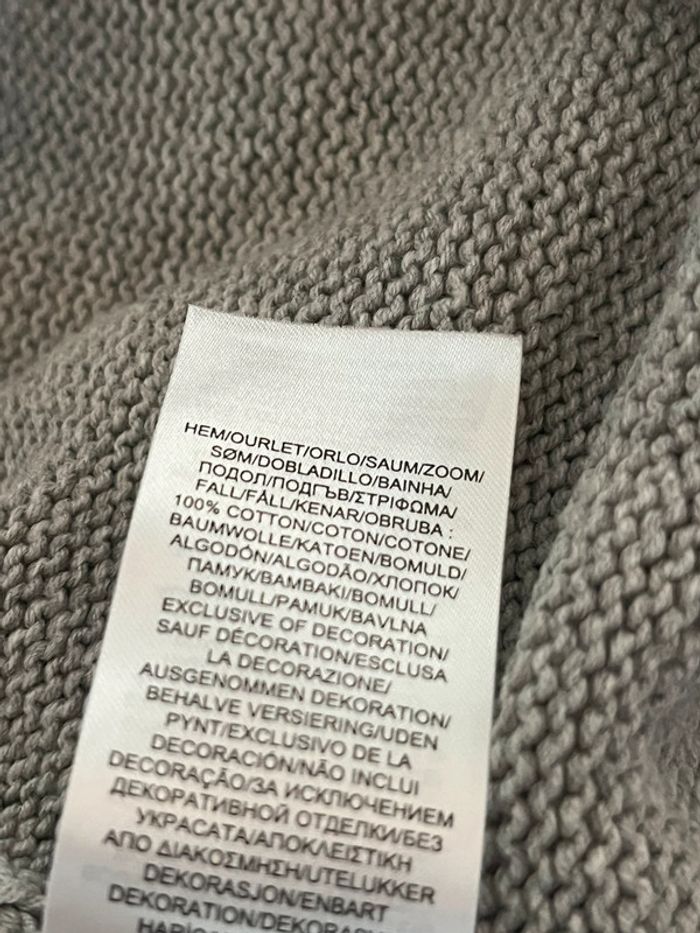 HEM/OURLET/ORLO/SAUM/ZOOM/
SØM/DOBLADILLO/BAINHA/
ПОДОЛ/ПОДГЪВ/ΣΤΡΙΦΩΜΑ/
FALL/FÅLL/KENAR/OBRUBA :
100% COTTON/COTON/COTONE/
BAUMWOLLE/KATOEN/BOMULD/
ALGODÓN/ALGODÃO/ХЛОПОК/
ПАМУК/BAMBAKI/BOMULL/
BOMULL/PAMUK/BAVLNA
EXCLUSIVE OF DECORATION/
SAUF DÉCORATION/ESCLUSA
LA DECORAZIONE/
AUSGENOMMEN DEKORATION/
BEHALVE VERSIERING/UDEN
PYNT/EXCLUSIVO DE LA
DECORACIÓN/NÃO INCLUI
DECORAÇÃO/ЗА ИСКЛЮЧЕНИЕМ
ДЕКОРАТИВНОЙ ОТДЕЛКИ/БЕЗ
УКРАСАТА/ΑΠΟΚΛΕΙΣΤΙΚΗ
ΑΠΟ ΔΙΑΚΟΣΜΗΣΗ/UTELUKKER
DEKORASJON/ENBART
DEKORATION/DEKORASY